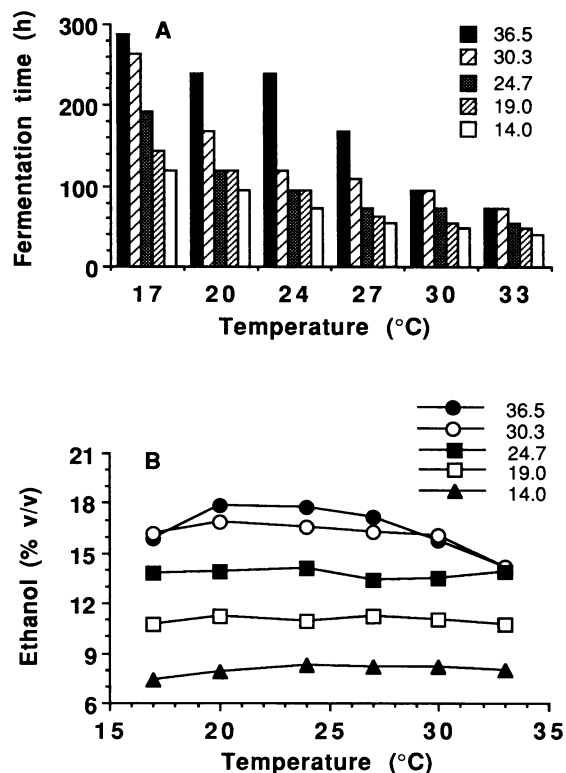 A
Fermentation time (h)
300
200
100
0
36.5
30.3
24.7
19.0
14.0
17 20 24 27 30 33
Temperature (°C)
B
Ethanol (% v/v)
21
18
15
12
9
6
36.5
30.3
24.7
19.0
14.0
15 20 25 30 35
Temperature (°C)